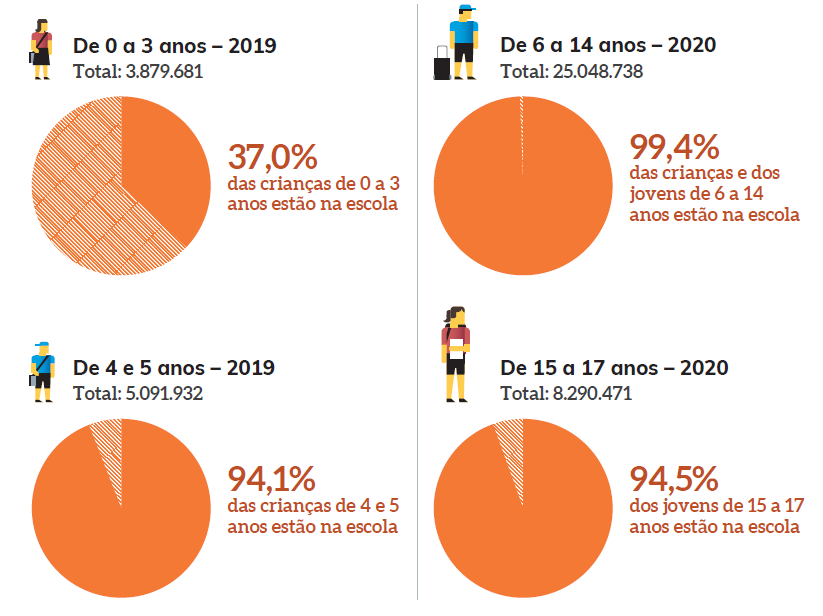 De 0 a 3 anos – 2019
Total: 3.879.681
37,0%
das crianças de 0 a 3
anos estão na escola
De 4 e 5 anos – 2019
Total: 5.091.932
94,1%
das crianças de 4 e 5
anos estão na escola
De 6 a 14 anos – 2020
Total: 25.048.738
99,4%
das crianças e dos
jovens de 6 a 14
anos estão na escola
De 15 a 17 anos – 2020
Total: 8.290.471
94,5%
dos jovens de 15 a 17
anos estão na escola